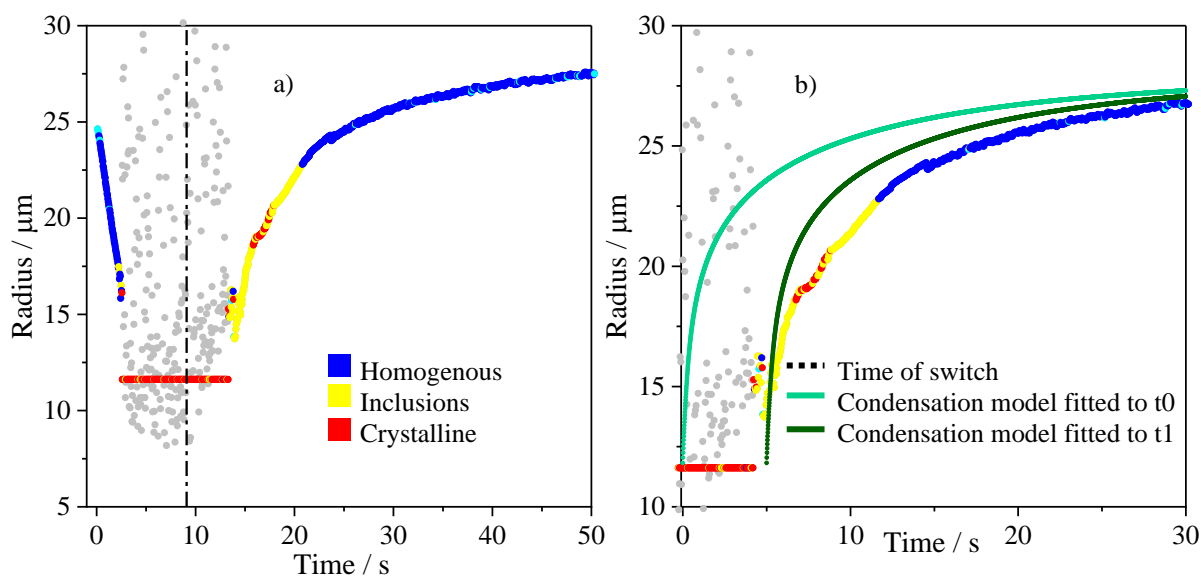 a)
Radius / μm
30
25
20
15
10
5
0
10
20
30
40
50
Time / s
Homogenous
Inclusions
Crystalline
b)
Radius / μm
30
25
20
15
10
0
10
20
30
Time / s
Time of switch
Condensation model fitted to t0
Condensation model fitted to t1